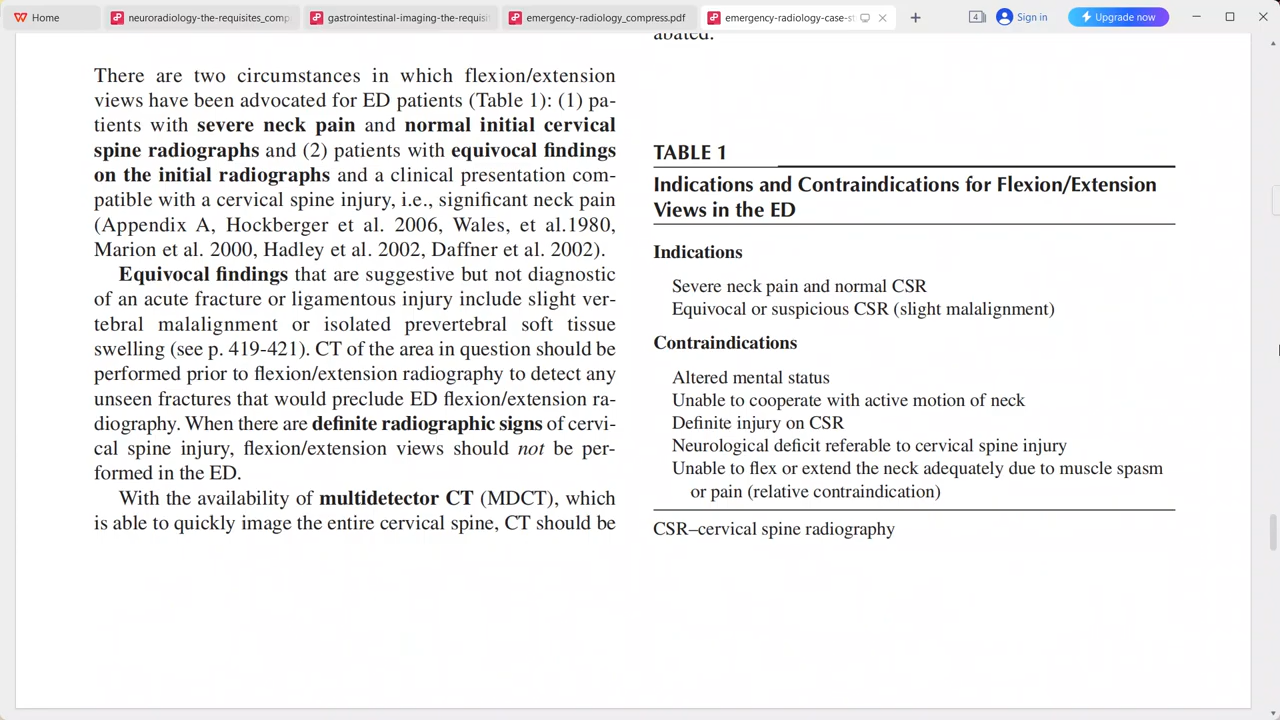 Home
neuroradiology-the-requisites_comp
gastrointestinal-imaging-the-requisi
emergency-radiology_compress.pdf
emergency-radiology-case-s
4
Sign in
Upgrade now
There are two circumstances in which flexion/extension
views have been advocated for ED patients (Table 1): (1) pa-
tients with severe neck pain and normal initial cervical
spine radiographs and (2) patients with equivocal findings
on the initial radiographs and a clinical presentation com-
patible with a cervical spine injury, i.e., significant neck pain
(Appendix A, Hockberger et al. 2006, Wales, et al.1980,
Marion et al. 2000, Hadley et al. 2002, Daffner et al. 2002).
Equivocal findings that are suggestive but not diagnostic
of an acute fracture or ligamentous injury include slight ver-
tebral malalignment or isolated prevertebral soft tissue
swelling (see p. 419-421). CT of the area in question should be
performed prior to flexion/extension radiography to detect any
unseen fractures that would preclude ED flexion/extension ra-
diography. When there are definite radiographic signs of cervi-
cal spine injury, flexion/extension views should not be per-
formed in the ED.
With the availability of multidetector CT (MDCT), which
is able to quickly image the entire cervical spine, CT should be
abated.
TABLE 1
Indications and Contraindications for Flexion/Extension
Views in the ED
Indications
Severe neck pain and normal CSR
Equivocal or suspicious CSR (slight malalignment)
Contraindications
Altered mental status
Unable to cooperate with active motion of neck
Definite injury on CSR
Neurological deficit referable to cervical spine injury
Unable to flex or extend the neck adequately due to muscle spasm
or pain (relative contraindication)
CSR–cervical spine radiography